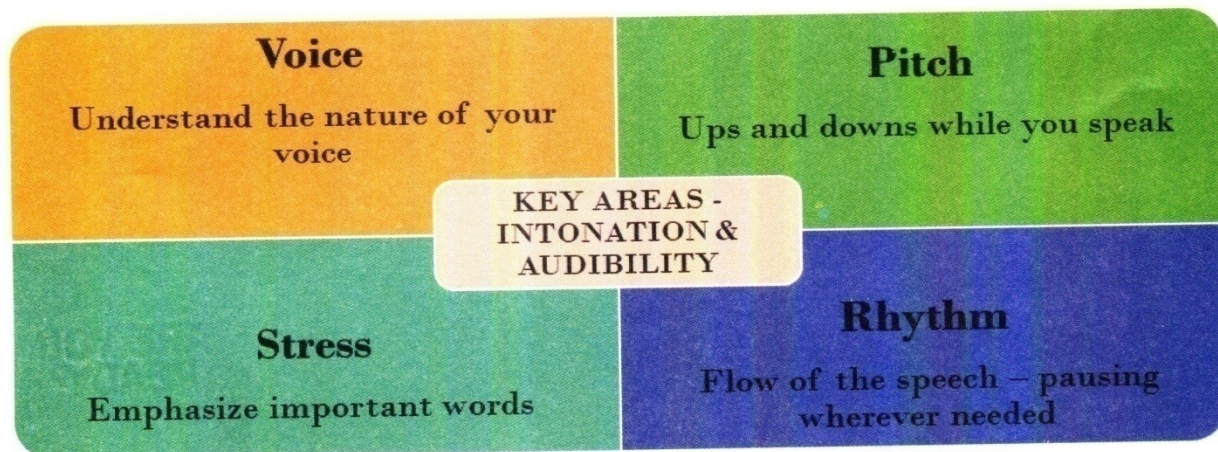 Voice
Understand the nature of your
voice
Pitch
Ups and downs while you speak
KEY AREAS -
INTONATION &
AUDIBILITY
Stress
Emphasize important words
Rhythm
Flow of the speech – pausing
wherever needed